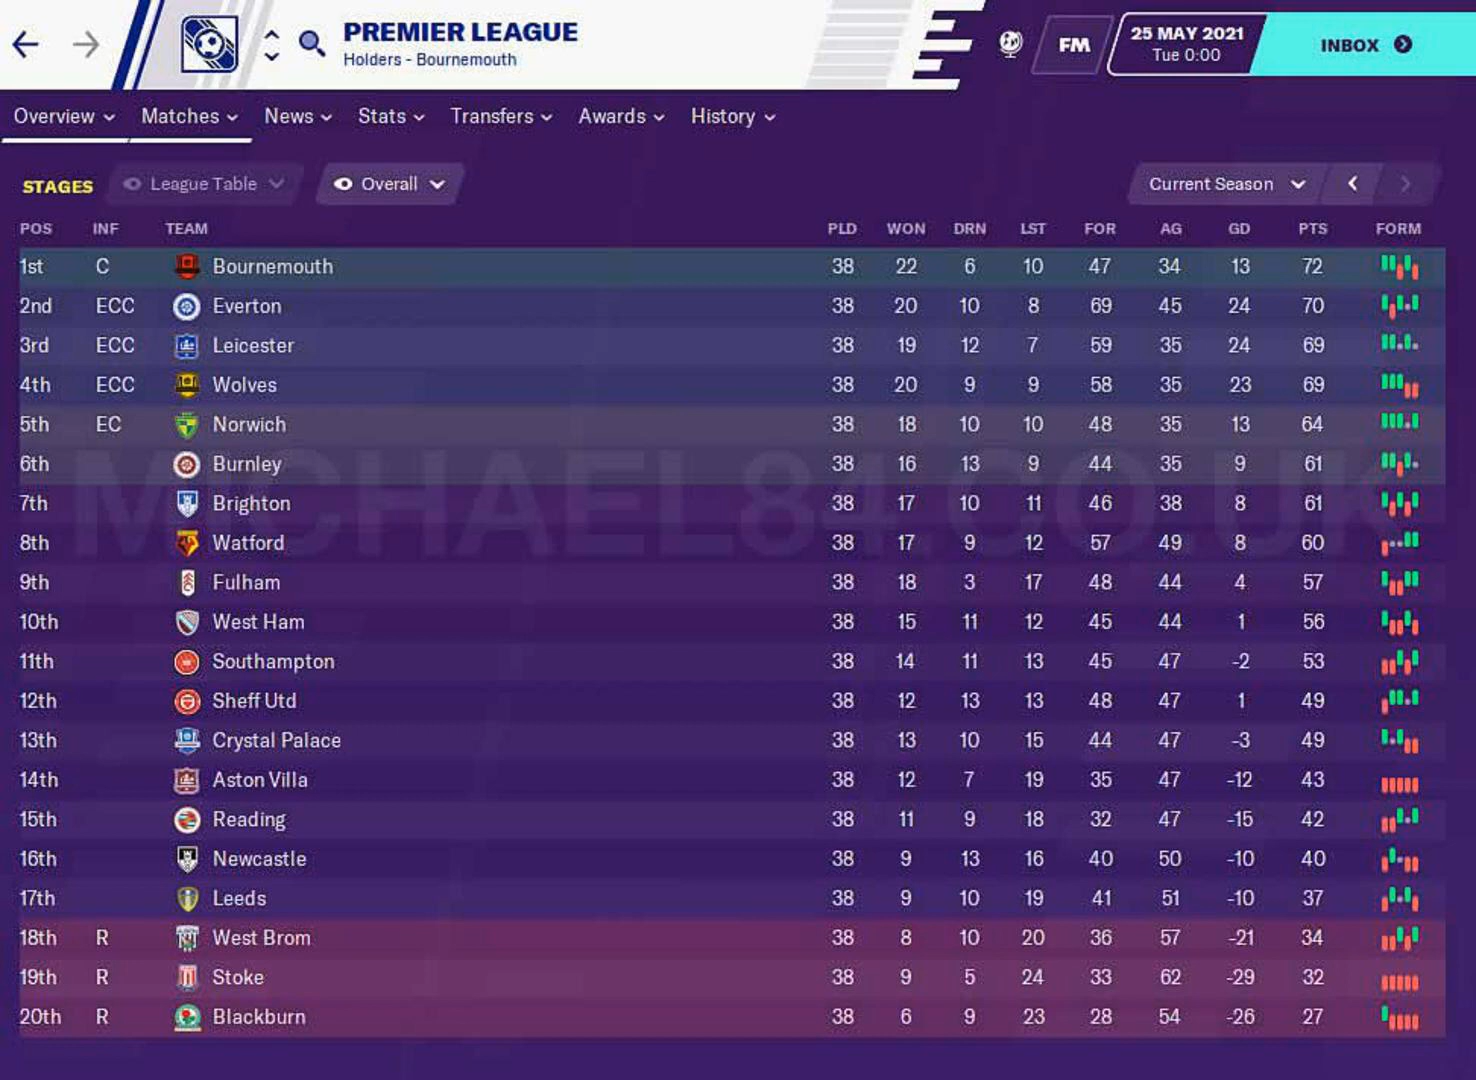 PREMIER LEAGUE
Holders - Bournemouth
FM
25 MAY 2021
Tue 0:00
INBOX
Overview Matches News Stats Transfers Awards History
STAGES League Table Overall Current Season
POS INF TEAM PLD WON DRN LST FOR AG GD PTS FORM
1st C Bournemouth 38 22 6 10 47 34 13 72
2nd ECC Everton 38 20 10 8 69 45 24 70
3rd ECC Leicester 38 19 12 7 59 35 24 69
4th ECC Wolves 38 20 9 9 58 35 23 69
5th EC Norwich 38 18 10 10 48 35 13 64
6th Burnley 38 16 13 9 44 35 9 61
7th Brighton 38 17 10 11 46 38 8 61
8th Watford 38 17 9 12 57 49 8 60
9th Fulham 38 18 3 17 48 44 4 57
10th West Ham 38 15 11 12 45 44 1 56
11th Southampton 38 14 11 13 45 47 -2 53
12th Sheff Utd 38 12 13 13 48 47 1 49
13th Crystal Palace 38 13 10 15 44 47 -3 49
14th Aston Villa 38 12 7 19 35 47 -12 43
15th Reading 38 11 9 18 32 47 -15 42
16th Newcastle 38 9 13 16 40 50 -10 40
17th Leeds 38 9 10 19 41 51 -10 37
18th R West Brom 38 8 10 20 36 57 -21 34
19th R Stoke 38 9 5 24 33 62 -29 32
20th R Blackburn 38 6 9 23 28 54 -26 27
MICHAEL84.CO.UK